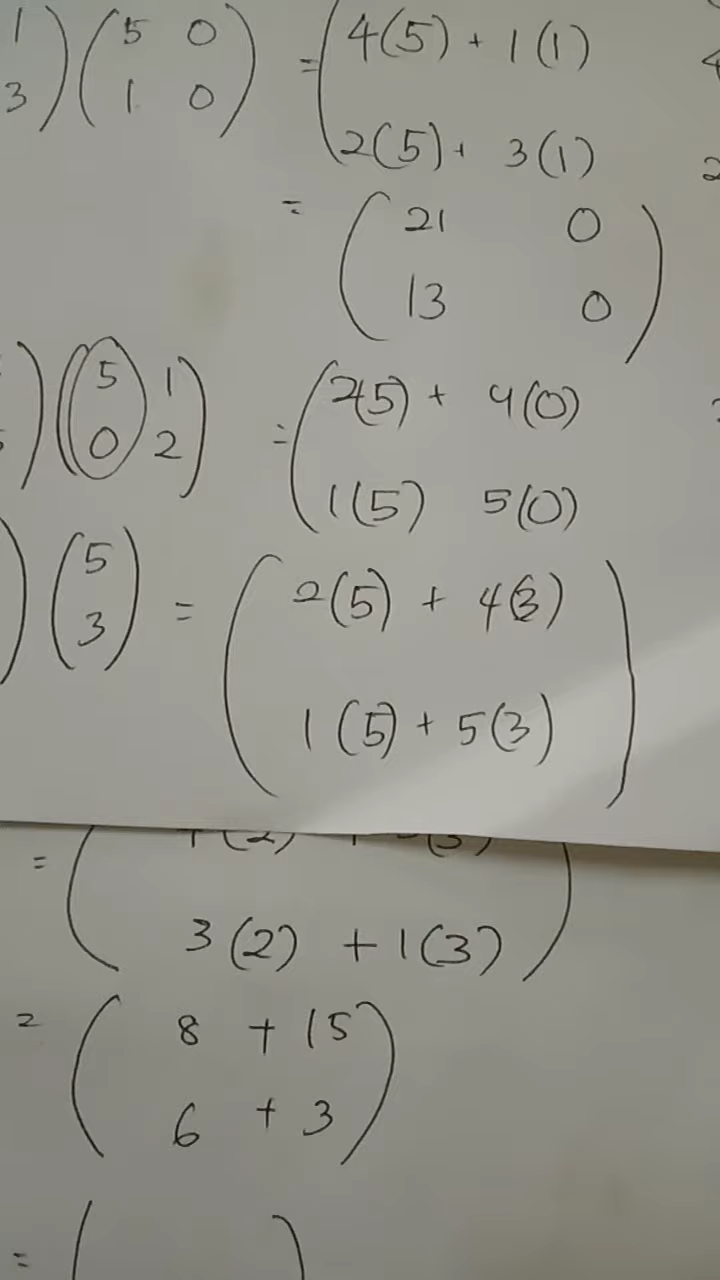 1) (5 0) = (4(5) + 1(1) 4
3) (1 0) (2(5) + 3(1) 2
= (21 0)
(13 0)
) (5 1) = (2(5) + 4(0)
) (0 2) (1(5) 5(0)
) (5) = (2(5) + 4(3))
(3) (1(5) + 5(3))
= (
3(2) + 1(3))
= (8 + 15)
(6 + 3)
= ( )